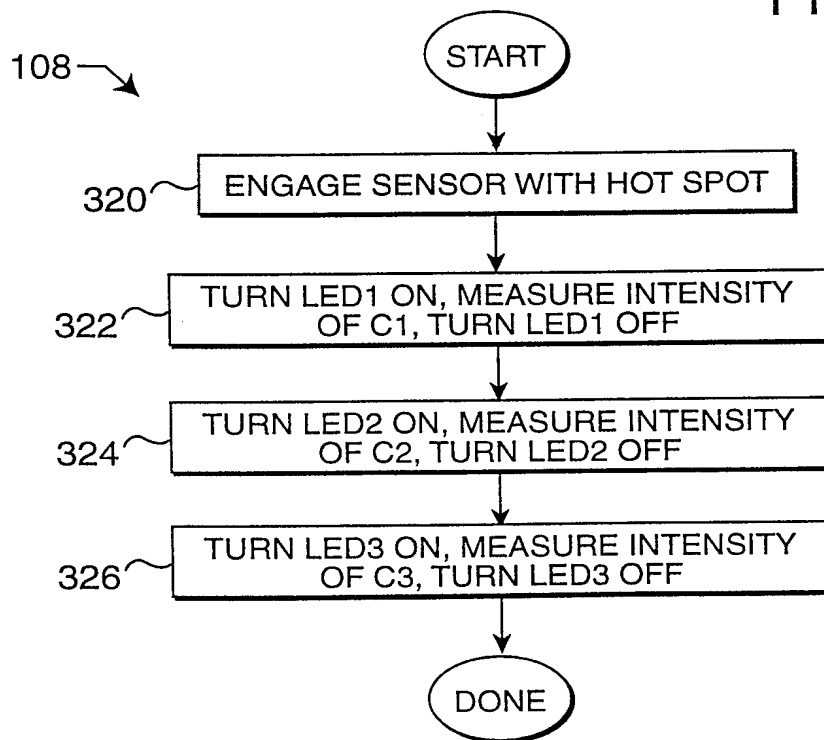 START
108
320
ENGAGE SENSOR WITH HOT SPOT
322
TURN LED1 ON, MEASURE INTENSITY
OF C1, TURN LED1 OFF
324
TURN LED2 ON, MEASURE INTENSITY
OF C2, TURN LED2 OFF
326
TURN LED3 ON, MEASURE INTENSITY
OF C3, TURN LED3 OFF
DONE